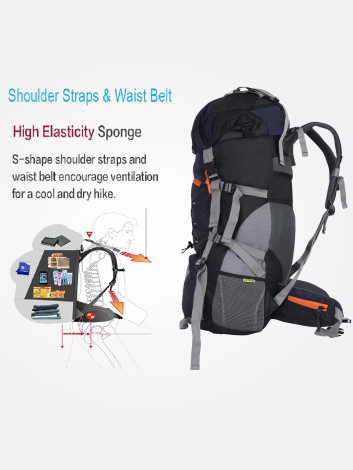 Shoulder Straps & Waist Belt
High Elasticity Sponge
S-shape shoulder straps and
waist belt encourage ventilation
for a cool and dry hike.